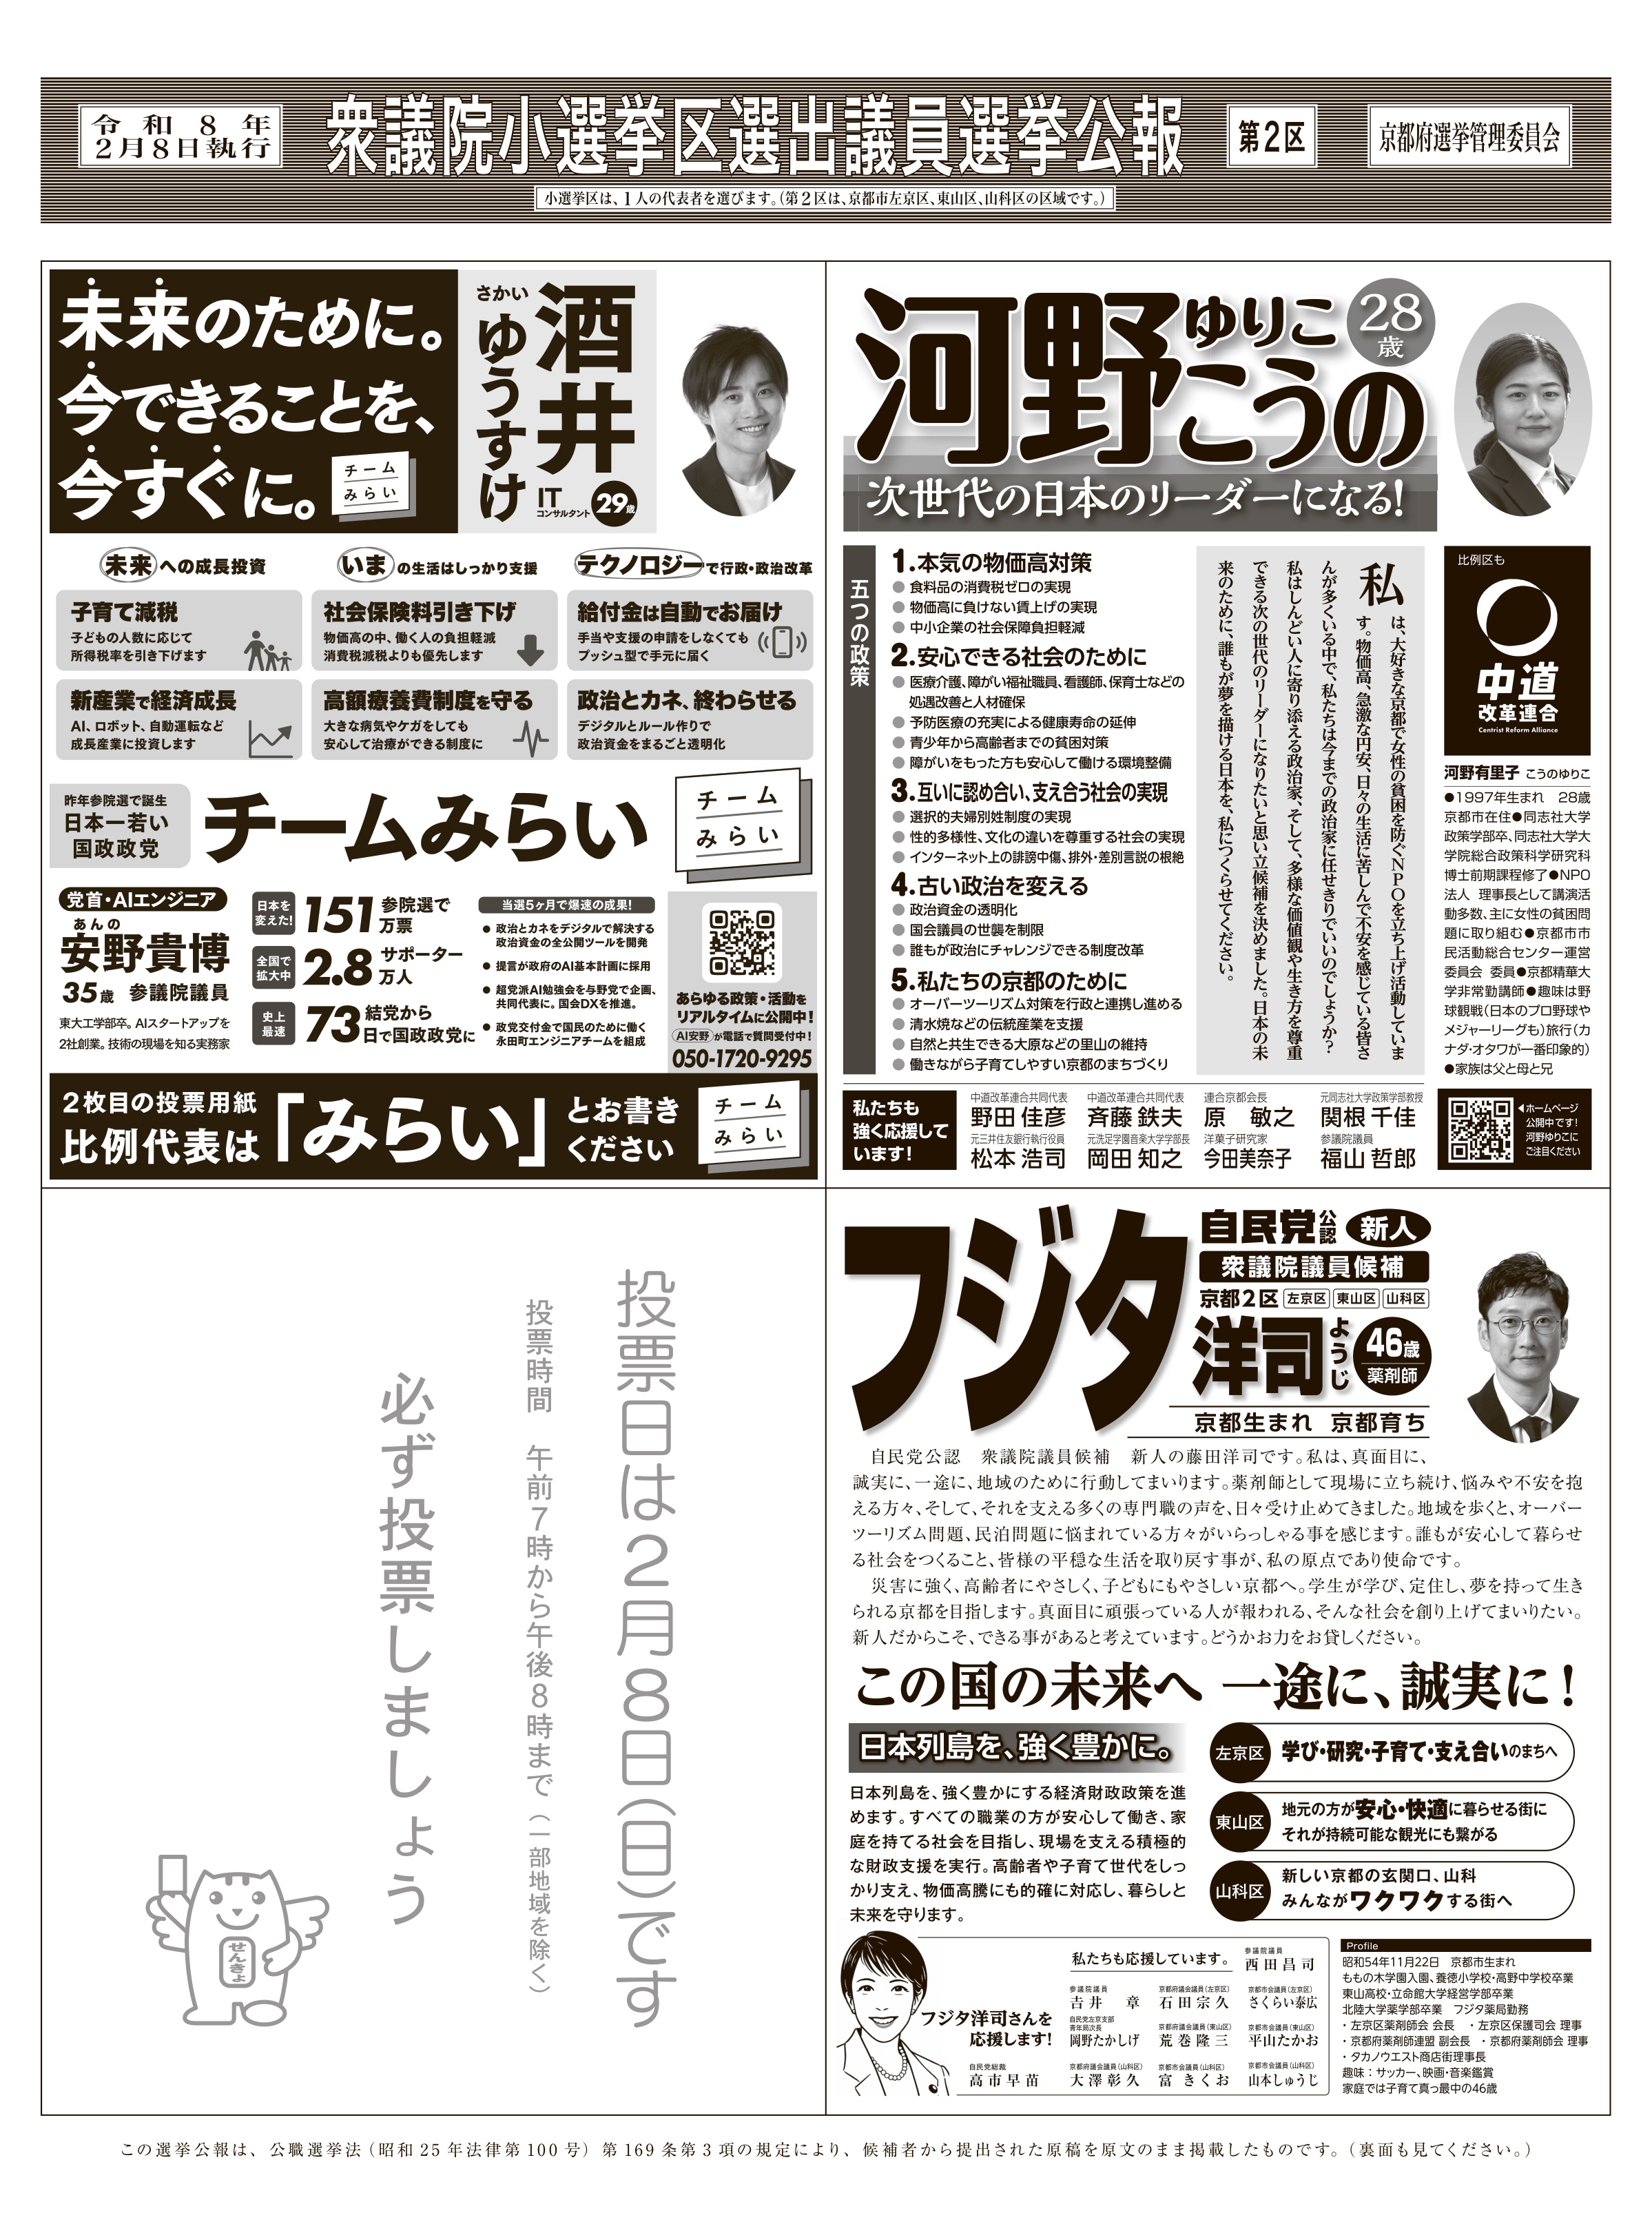 令和8年
2月8日執行
衆議院小選挙区選出議員選挙公報
第2区
京都府選挙管理委員会
小選挙区は、1人の代表者を選びます。（第2区は、京都市左京区、東山区、山科区の区域です。）
未来のために。
今できることを、
今すぐに。
チーム
みらい
さかい
酒井
ゆうすけ
IT
コンサルタント
29歳
未来への成長投資
子育て減税
子どもの人数に応じて
所得税率を引き下げます
新産業で経済成長
AI、ロボット、自動運転など
成長産業に投資します
いまの生活はしっかり支援
社会保険料引き下げ
物価高の中、働く人の負担軽減
消費税減税よりも優先します
高額療養費制度を守る
大きな病気やケガをしても
安心して治療ができる制度に
テクノロジーで行政・政治改革
給付金は自動でお届け
手当や支援の申請をしなくても
プッシュ型で手元に届く
政治とカネ、終わらせる
デジタルとルール作りで
政治資金をまるごと透明化
昨年参院選で誕生
日本一若い
国政政党
チームみらい
チーム
みらい
党首・AIエンジニア
あんの
安野貴博
35歳 参議院議員
東大工学部卒。AIスタートアップを
2社創業。技術の現場を知る実務家
日本を
変えた!
151万票
参院選で
全国で
拡大中
2.8万人
サポーター
史上
最速
73日で国政政党に
結党から
当選5ヶ月で爆速の成果!
● 政治とカネをデジタルで解決する
政治資金の全公開ツールを開発
● 提言が政府のAI基本計画に採用
● 超党派AI勉強会を与野党で企画、
共同代表に。国会DXを推進。
● 政党交付金で国民のために働く
永田町エンジニアチームを組成
あらゆる政策・活動を
リアルタイムに公開中!
AI安野が電話で質問受付中!
050-1720-9295
2枚目の投票用紙
比例代表は
「みらい」
とお書き
ください
チーム
みらい
河野
ゆりこ
こうの
28歳
次世代の日本のリーダーになる!
五つの政策
1.本気の物価高対策
● 食料品の消費税ゼロの実現
● 物価高に負けない賃上げの実現
● 中小企業の社会保障負担軽減
2.安心できる社会のために
● 医療介護、障がい福祉職員、看護師、保育士などの
処遇改善と人材確保
● 予防医療の充実による健康寿命の延伸
● 青少年から高齢者までの貧困対策
● 障がいをもった方も安心して働ける環境整備
3.互いに認め合い、支え合う社会の実現
● 選択的夫婦別姓制度の実現
● 性的多様性、文化の違いを尊重する社会の実現
● インターネット上の誹謗中傷、排外・差別言説の根絶
4.古い政治を変える
● 政治資金の透明化
● 国会議員の世襲を制限
● 誰もが政治にチャレンジできる制度改革
5.私たちの京都のために
● オーバーツーリズム対策を行政と連携し進める
● 清水焼などの伝統産業を支援
● 自然と共生できる大原などの里山の維持
● 働きながら子育てしやすい京都のまちづくり
私は、大好きな京都で女性の貧困を防ぐNPOを立ち上げ活動していま
す。物価高、急激な円安、日々の生活に苦しんで不安を感じている皆さ
んが多くいる中で、私たちは今までの政治家に任せきりでいいのでしょうか?
私はしんどい人に寄り添える政治家、そして、多様な価値観や生き方を尊重
できる次の世代のリーダーになりたいと思い立候補を決めました。日本の未
来のために、誰もが夢を描ける日本を、私につくらせてください。
比例区も
中道
改革連合
Centrist Reform Alliance
河野有里子 こうのゆりこ
●1997年生まれ 28歳
京都市在住●同志社大学
政策学部卒、同志社大学大
学院総合政策科学研究科
博士前期課程修了●NPO
法人 理事長として講演活
動多数、主に女性の貧困問
題に取り組む●京都市市
民活動総合センター運営
委員会 委員●京都精華大
学非常勤講師●趣味は野
球観戦（日本のプロ野球や
メジャーリーグも）旅行（カ
ナダ・オタワが一番印象的）
●家族は父と母と兄
私たちも
強く応援して
います!
中道改革連合共同代表
野田 佳彦
中道改革連合共同代表
斉藤 鉄夫
連合京都会長
原 敏之
元同志社大学政策学部教授
関根 千佳
元三井住友銀行執行役員
松本 浩司
元洗足学園音楽大学学部長
岡田 知之
洋菓子研究家
今田美奈子
参議院議員
福山 哲郎
◀ホームページ
公開中です!
河野ゆりこに
ご注目ください
投票日は2月8日（日）です
投票時間 午前7時から午後8時まで（一部地域を除く）
必ず投票しましょう
せんきょ
フジタ
自民党公認 新人
衆議院議員候補
京都2区 左京区 東山区 山科区
洋司
ようじ
46歳
薬剤師
京都生まれ 京都育ち
自民党公認 衆議院議員候補 新人の藤田洋司です。私は、真面目に、
誠実に、一途に、地域のために行動してまいります。薬剤師として現場に立ち続け、悩みや不安を抱
える方々、そして、それを支える多くの専門職の声を、日々受け止めてきました。地域を歩くと、オーバー
ツーリズム問題、民泊問題に悩まれている方々がいらっしゃる事を感じます。誰もが安心して暮らせ
る社会をつくること、皆様の平穏な生活を取り戻す事が、私の原点であり使命です。
災害に強く、高齢者にやさしく、子どもにもやさしい京都へ。学生が学び、定住し、夢を持って生き
られる京都を目指します。真面目に頑張っている人が報われる、そんな社会を創り上げてまいりたい。
新人だからこそ、できる事があると考えています。どうかお力をお貸しください。
この国の未来へ 一途に、誠実に!
日本列島を、強く豊かに。
日本列島を、強く豊かにする経済財政政策を進
めます。すべての職業の方が安心して働き、家
庭を持てる社会を目指し、現場を支える積極的
な財政支援を実行。高齢者や子育て世代をしっ
かり支え、物価高騰にも的確に対応し、暮らしと
未来を守ります。
左京区
学び・研究・子育て・支え合いのまちへ
東山区
地元の方が安心・快適に暮らせる街に
それが持続可能な観光にも繋がる
山科区
新しい京都の玄関口、山科
みんながワクワクする街へ
フジタ洋司さんを
応援します!
自民党総裁
高市早苗
私たちも応援しています。
参議院議員
西田昌司
参議院議員
吉井 章
京都府議会議員（左京区）
石田宗久
京都市会議員（左京区）
さくらい泰広
自民党左京支部
青年局次長
岡野たかしげ
京都府議会議員（東山区）
荒巻隆三
京都市会議員（東山区）
平山たかお
京都府議会議員（山科区）
大澤彰久
京都市会議員（山科区）
富 きくお
京都市会議員（山科区）
山本しゅうじ
Profile
昭和54年11月22日 京都市生まれ
ももの木学園入園、養徳小学校・高野中学校卒業
東山高校・立命館大学経営学部卒業
北陸大学薬学部卒業 フジタ薬局勤務
・左京区薬剤師会 会長 ・左京区保護司会 理事
・京都府薬剤師連盟 副会長 ・京都府薬剤師会 理事
・タカノウエスト商店街理事長
趣味：サッカー、映画・音楽鑑賞
家庭では子育て真っ最中の46歳
この選挙公報は、公職選挙法（昭和25年法律第100号）第169条第3項の規定により、候補者から提出された原稿を原文のまま掲載したものです。（裏面も見てください。）